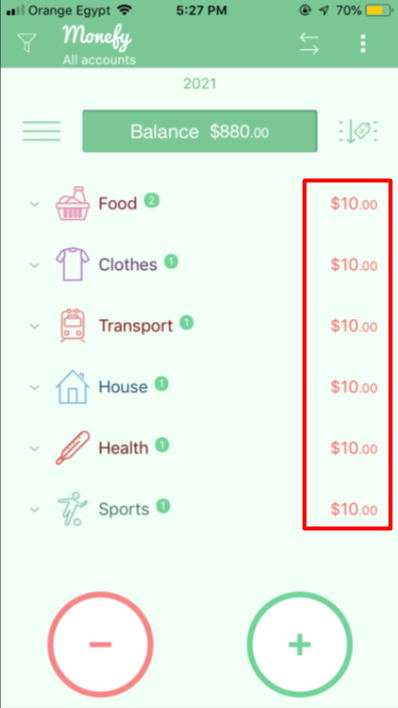 Orange Egypt 5:27 PM 70%
Monefy
All accounts
2021
Balance $880.00
Food 2 $10.00
Clothes 1 $10.00
Transport 1 $10.00
House 1 $10.00
Health 1 $10.00
Sports 1 $10.00
− +